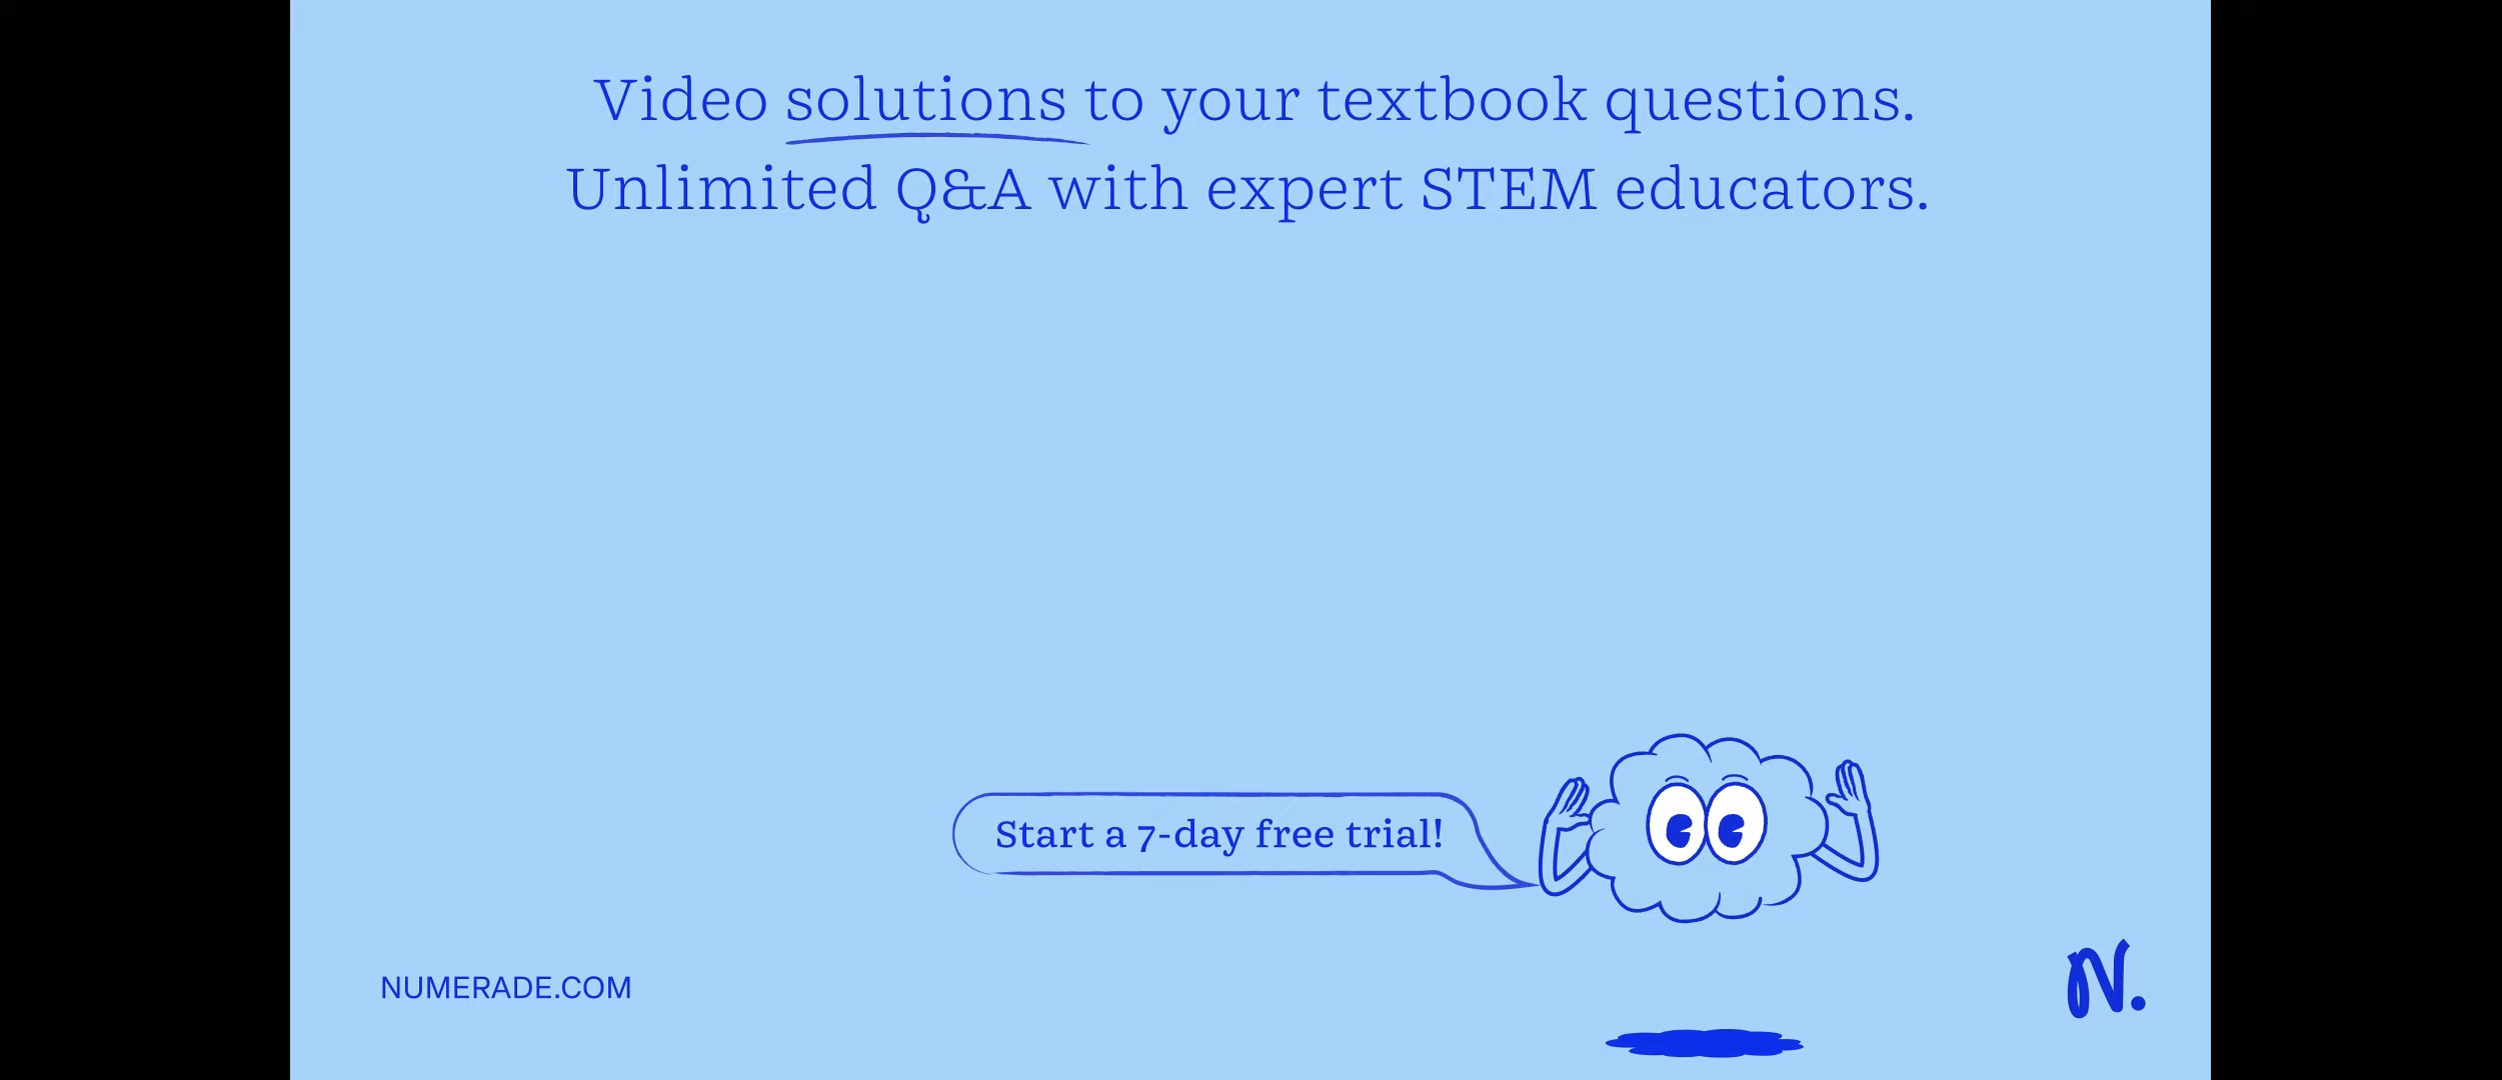 Video solutions to your textbook questions.
Unlimited Q&A with expert STEM educators.
Start a 7-day free trial!
NUMERADE.COM
N.